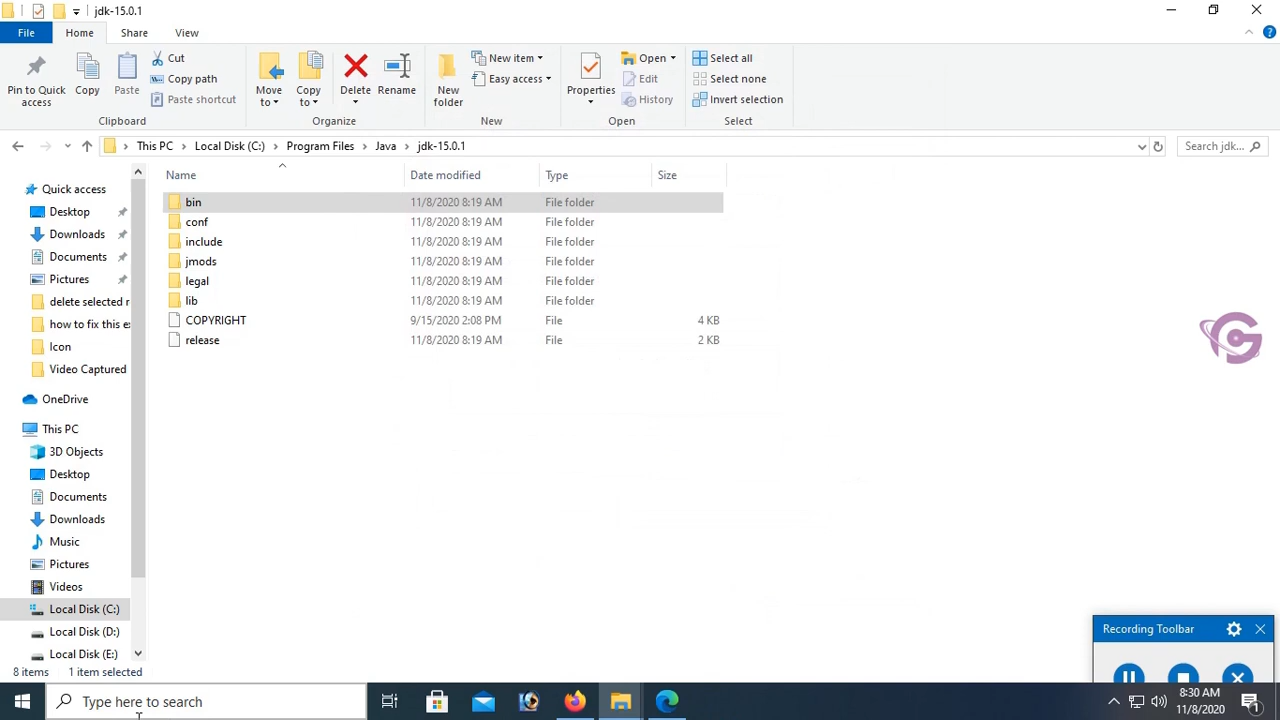 jdk-15.0.1
File Home Share View
Pin to Quick access
Copy
Paste
Cut
Copy path
Paste shortcut
Clipboard
Move to
Copy to
Delete
Rename
Organize
New folder
New item
Easy access
New
Properties
Open
Edit
History
Open
Select all
Select none
Invert selection
Select
This PC Local Disk (C:) Program Files Java jdk-15.0.1
Search jdk...
Name Date modified Type Size
bin 11/8/2020 8:19 AM File folder
conf 11/8/2020 8:19 AM File folder
include 11/8/2020 8:19 AM File folder
jmods 11/8/2020 8:19 AM File folder
legal 11/8/2020 8:19 AM File folder
lib 11/8/2020 8:19 AM File folder
COPYRIGHT 9/15/2020 2:08 PM File 4 KB
release 11/8/2020 8:19 AM File 2 KB
Quick access
Desktop
Downloads
Documents
Pictures
delete selected r
how to fix this ex
Icon
Video Captured
OneDrive
This PC
3D Objects
Desktop
Documents
Downloads
Music
Pictures
Videos
Local Disk (C:)
Local Disk (D:)
Local Disk (E:)
8 items 1 item selected
Recording Toolbar
Type here to search
8:30 AM
11/8/2020
1